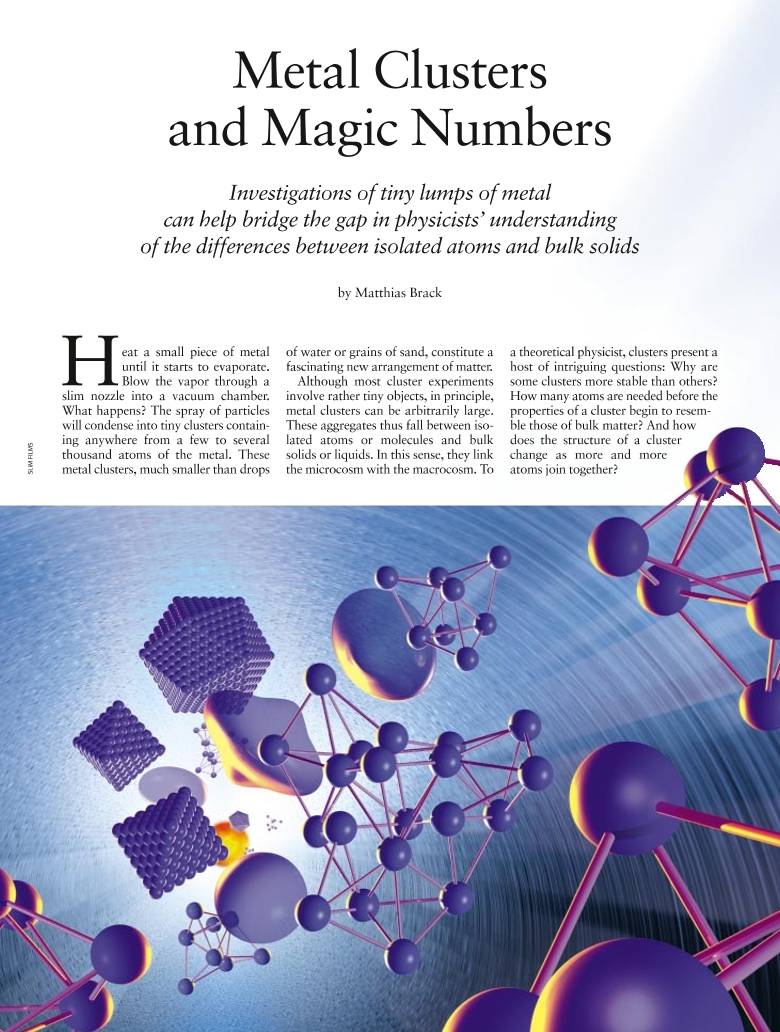 Metal Clusters
and Magic Numbers
Investigations of tiny lumps of metal
can help bridge the gap in physicists’ understanding
of the differences between isolated atoms and bulk solids
by Matthias Brack
Heat a small piece of metal
until it starts to evaporate.
Blow the vapor through a
slim nozzle into a vacuum chamber.
What happens? The spray of particles
will condense into tiny clusters contain-
ing anywhere from a few to several
thousand atoms of the metal. These
metal clusters, much smaller than drops
of water or grains of sand, constitute a
fascinating new arrangement of matter.
Although most cluster experiments
involve rather tiny objects, in principle,
metal clusters can be arbitrarily large.
These aggregates thus fall between iso-
lated atoms or molecules and bulk
solids or liquids. In this sense, they link
the microcosm with the macrocosm. To
a theoretical physicist, clusters present a
host of intriguing questions: Why are
some clusters more stable than others?
How many atoms are needed before the
properties of a cluster begin to resem-
ble those of bulk matter? And how
does the structure of a cluster
change as more and more
atoms join together?
SLIM FILMS